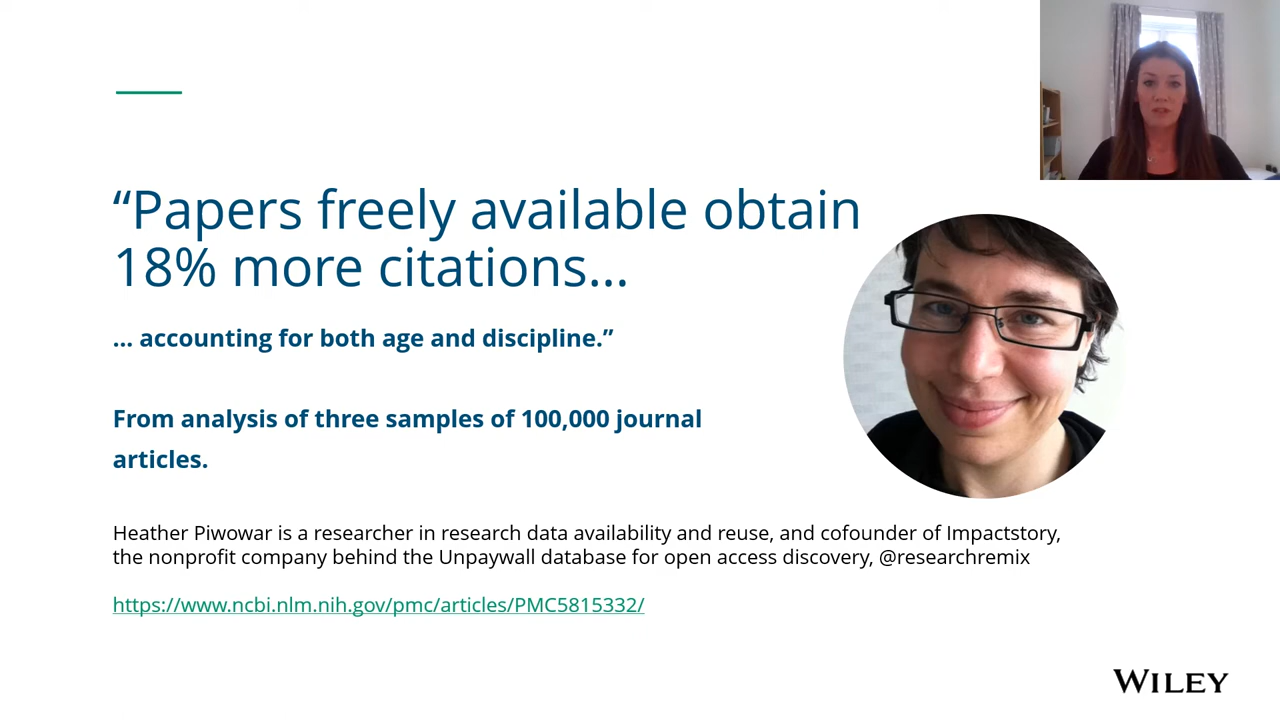 “Papers freely available obtain
18% more citations...
... accounting for both age and discipline.”
From analysis of three samples of 100,000 journal
articles.
Heather Piwowar is a researcher in research data availability and reuse, and cofounder of Impactstory,
the nonprofit company behind the Unpaywall database for open access discovery, @researchremix
https://www.ncbi.nlm.nih.gov/pmc/articles/PMC5815332/
WILEY